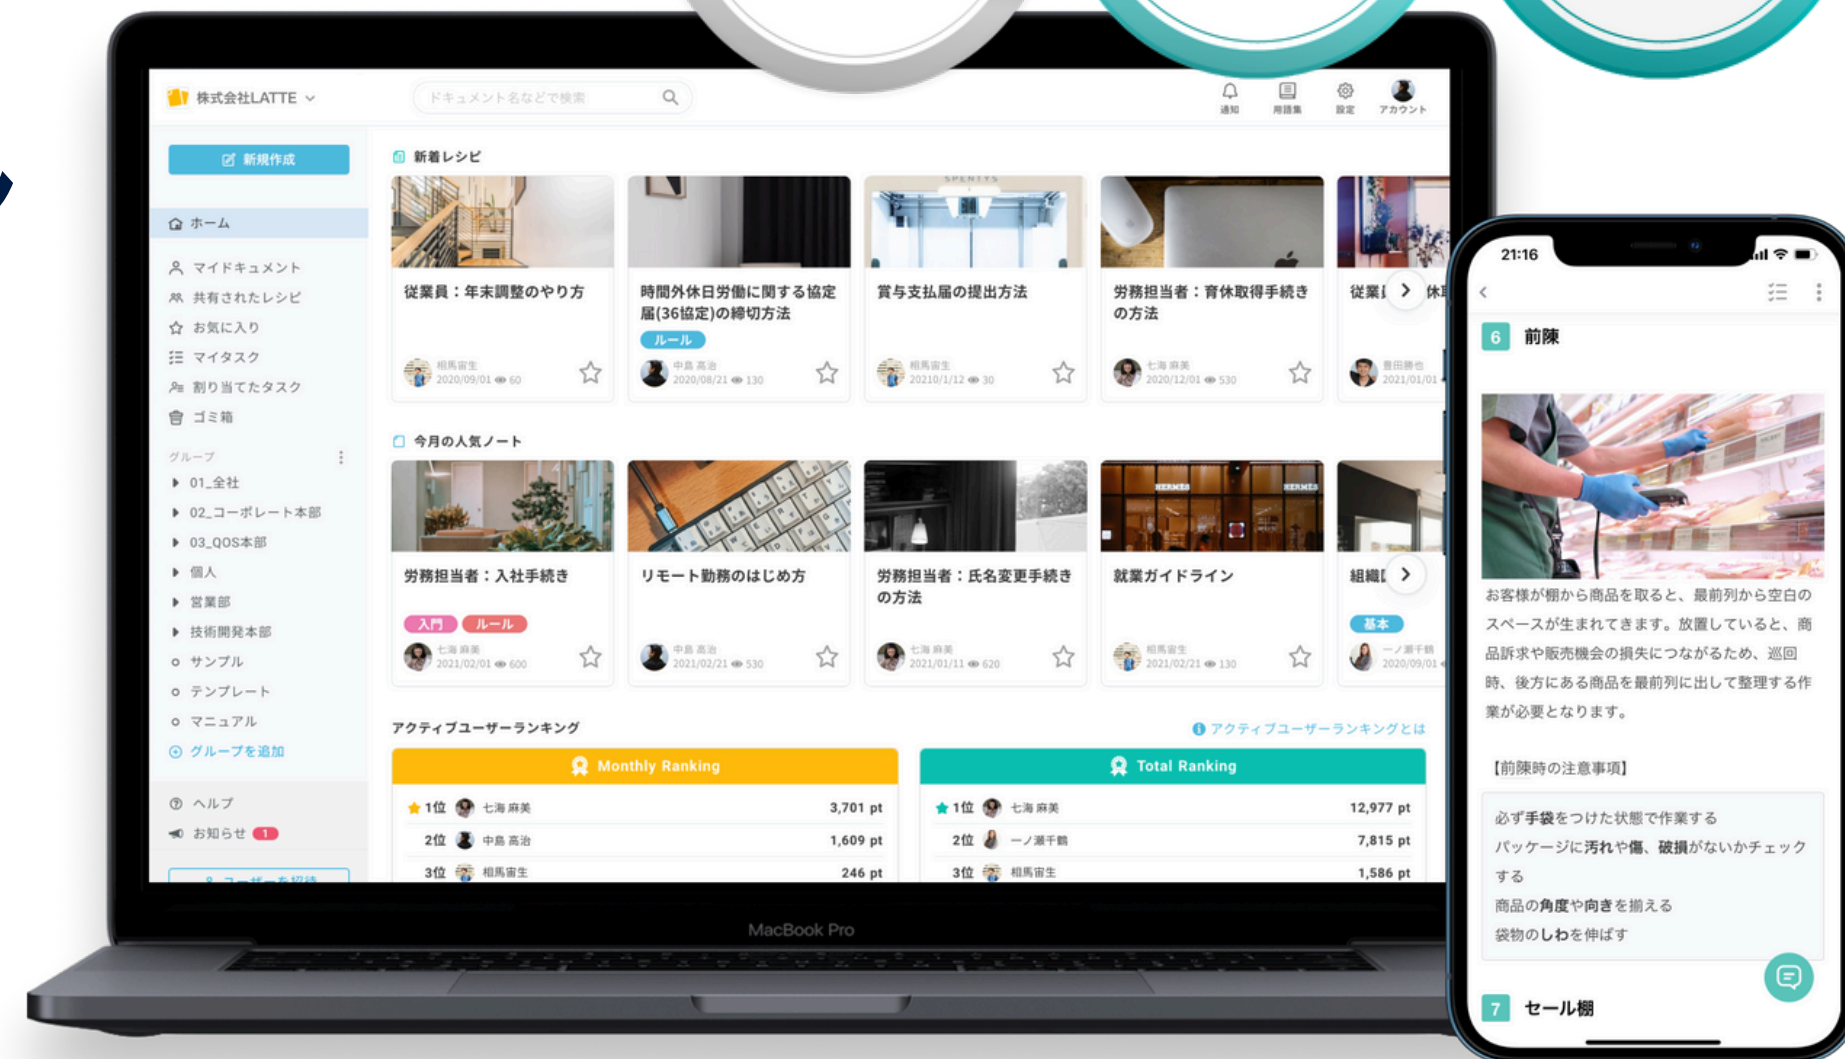 株式会社LATTE
ドキュメント名などで検索
通知
用語集
設定
アカウント
新規作成
ホーム
マイドキュメント
共有されたレシピ
お気に入り
マイタスク
割り当てたタスク
ゴミ箱
グループ
01_全社
02_コーポレート本部
03_QOS本部
個人
営業部
技術開発本部
サンプル
テンプレート
マニュアル
グループを追加
ヘルプ
お知らせ 1
ユーザーを招待
新着レシピ
従業員：年末調整のやり方
相馬宙生
2020/09/01 60
時間外休日労働に関する協定
届(36協定)の締切方法
ルール
中島 高治
2020/08/21 130
SPENTYS
賞与支払届の提出方法
相馬宙生
20210/1/12 30
労務担当者：育休取得手続き
の方法
七海 麻美
2020/12/01 530
従業
休
豊田勝也
2021/01/01
今月の人気ノート
労務担当者：入社手続き
入門 ルール
七海 麻美
2021/02/01 600
リモート勤務のはじめ方
中島 高治
2021/02/21 530
労務担当者：氏名変更手続き
の方法
七海 麻美
2021/01/11 620
HERMES HERMES
就業ガイドライン
相馬宙生
2021/02/21 130
組織
基本
一ノ瀬千鶴
2020/09/01
アクティブユーザーランキング
アクティブユーザーランキングとは
Monthly Ranking
1位 七海 麻美 3,701 pt
2位 中島 高治 1,609 pt
3位 相馬宙生 246 pt
Total Ranking
1位 七海 麻美 12,977 pt
2位 一ノ瀬千鶴 7,815 pt
3位 相馬宙生 1,586 pt
MacBook Pro
21:16
6 前陳
お客様が棚から商品を取ると、最前列から空白の
スペースが生まれてきます。放置していると、商
品訴求や販売機会の損失につながるため、巡回
時、後方にある商品を最前列に出して整理する作
業が必要となります。
【前陳時の注意事項】
必ず手袋をつけた状態で作業する
パッケージに汚れや傷、破損がないかチェック
する
商品の角度や向きを揃える
袋物のしわを伸ばす
7 セール棚